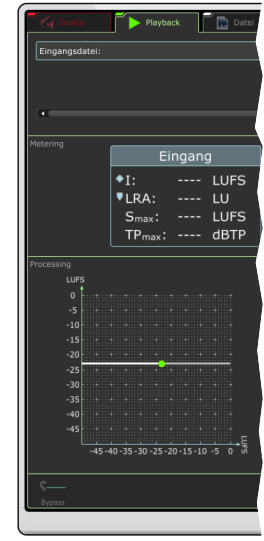 Device
Playback
Datei
Eingangsdatei:
Metering
Eingang
I: ---- LUFS
LRA: ---- LU
Smax: ---- LUFS
TPmax: ---- dBTP
Processing
LUFS
0
-5
-10
-15
-20
-25
-30
-35
-40
-45
-45 -40 -35 -30 -25 -20 -15 -10 -5 0
LUFS
Bypass